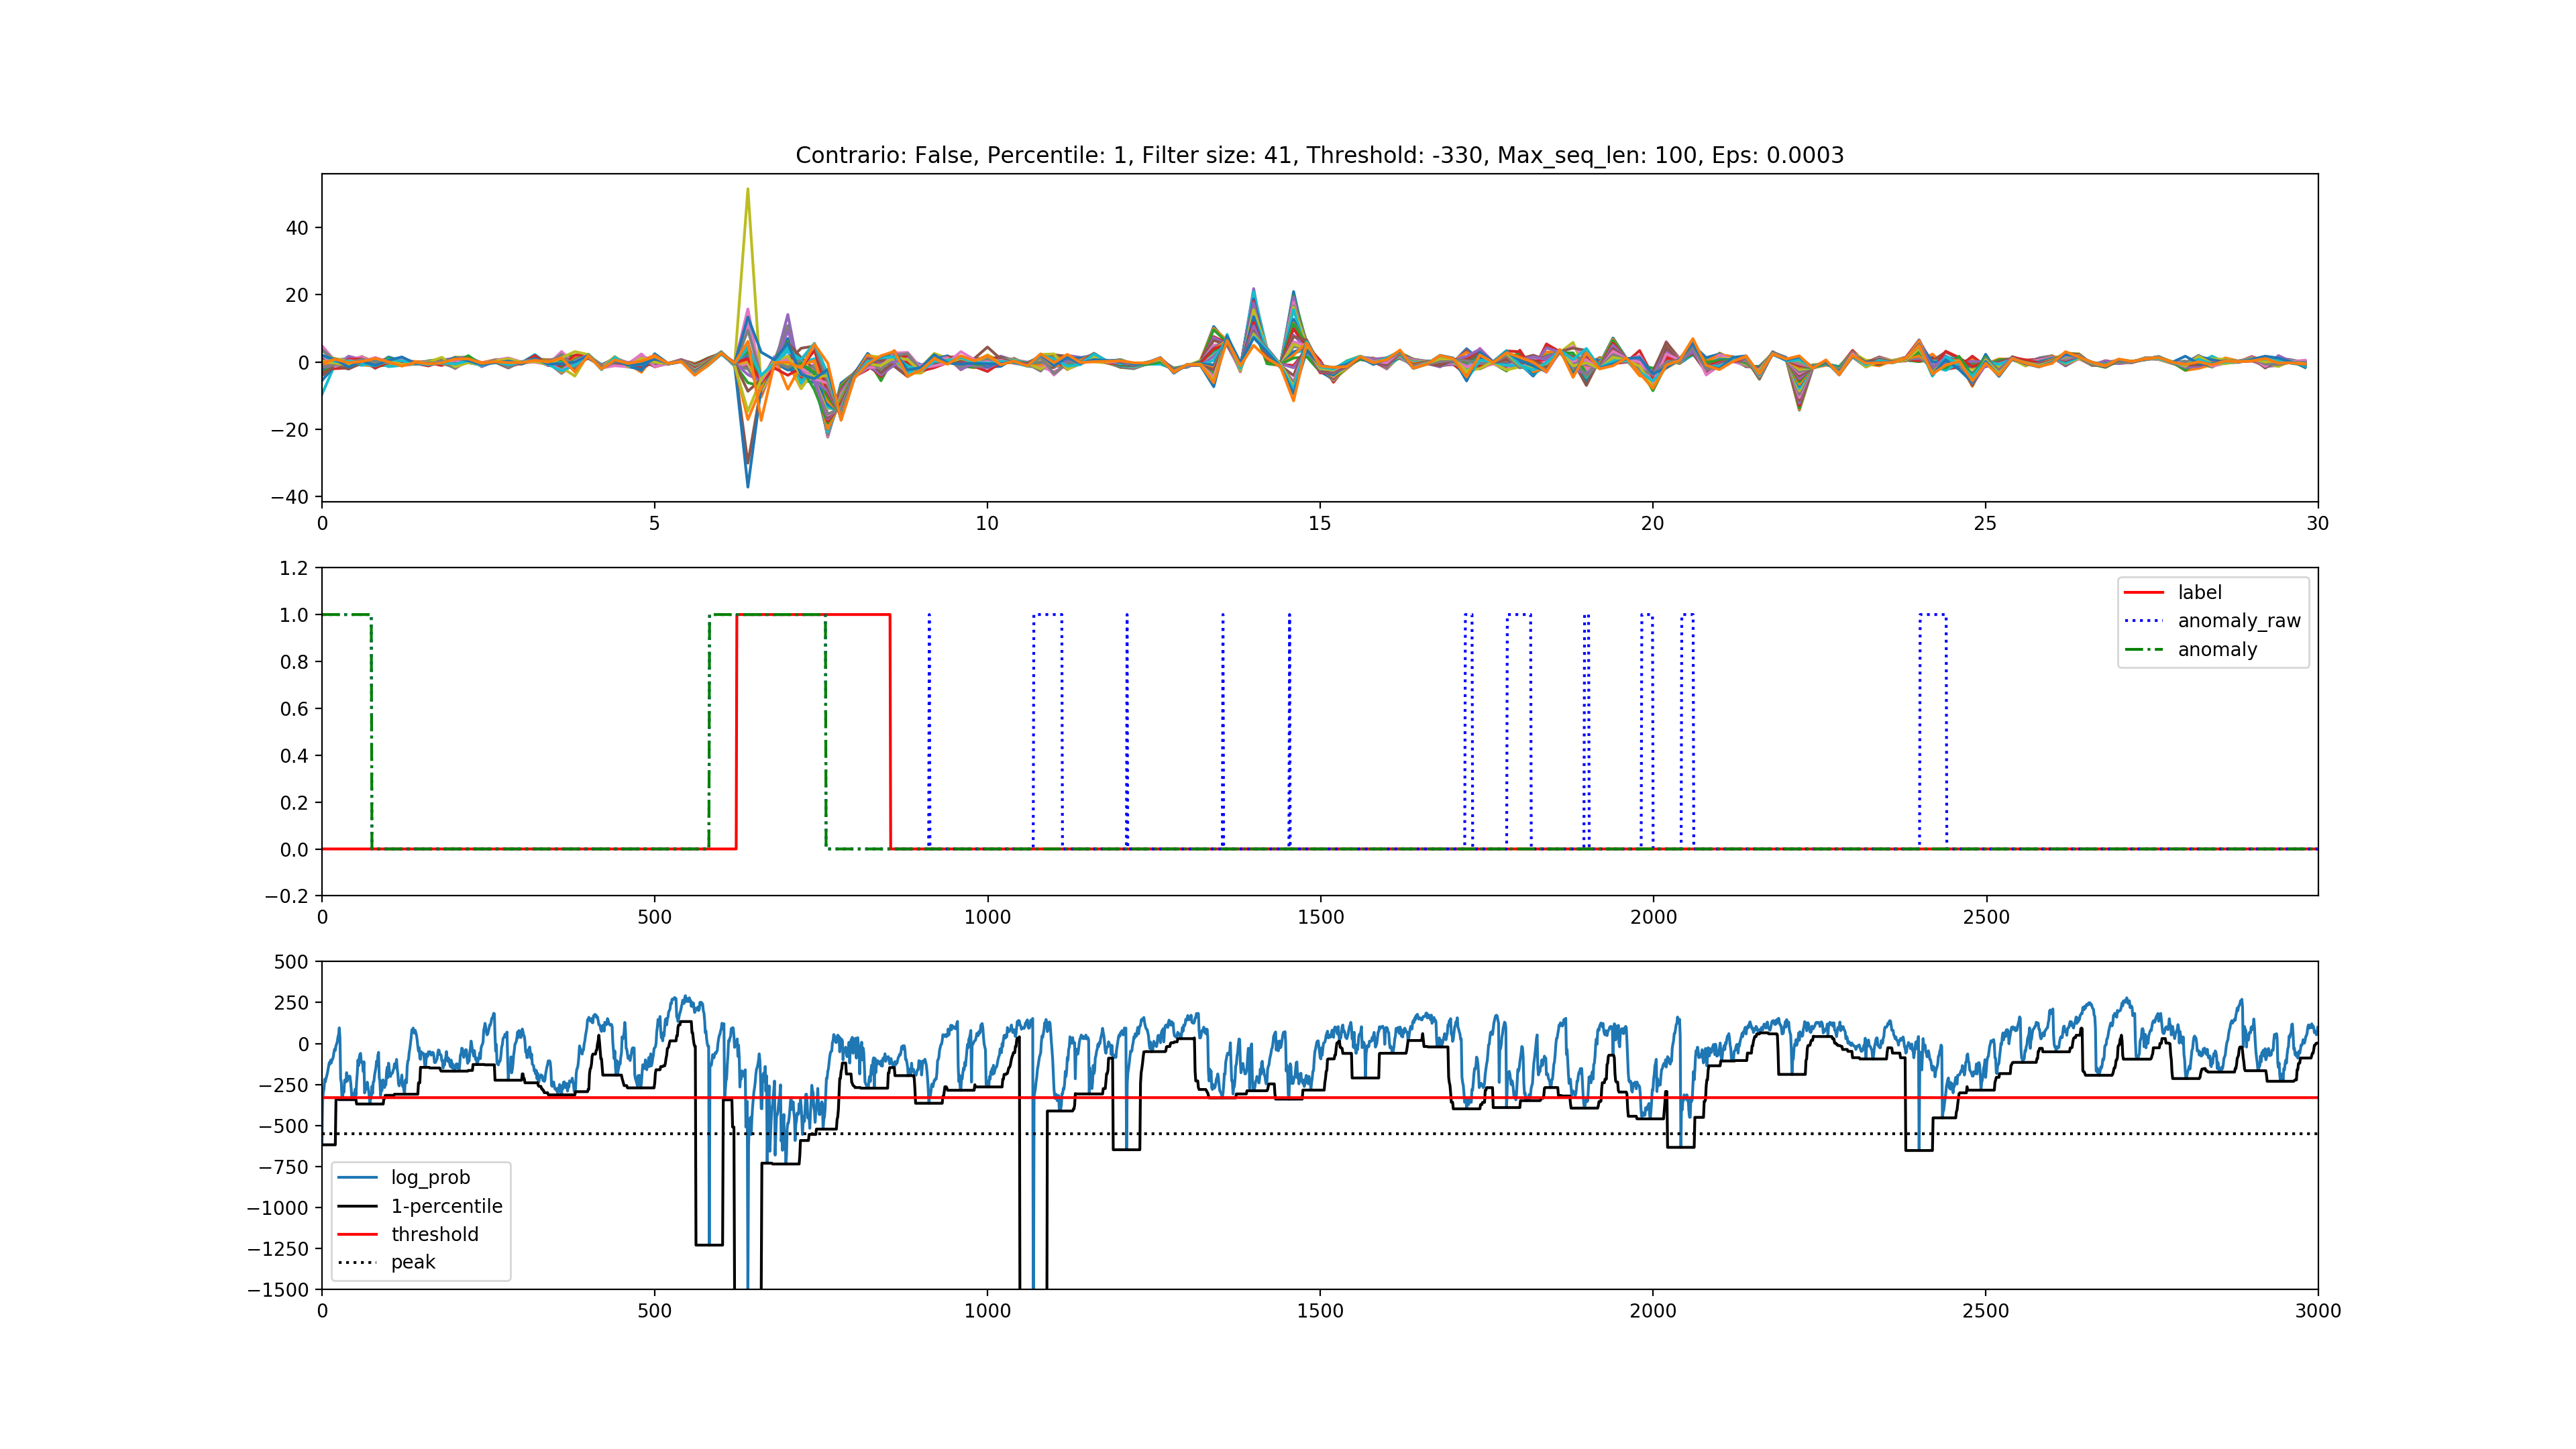 Contrario: False, Percentile: 1, Filter size: 41, Threshold: -330, Max_seq_len: 100, Eps: 0.0003
40
20
0
−20
−40
0 5 10 15 20 25 30
1.2
1.0
0.8
0.6
0.4
0.2
0.0
−0.2
label
anomaly_raw
anomaly
0 500 1000 1500 2000 2500
500
250
0
−250
−500
−750
−1000
−1250
−1500
log_prob
1-percentile
threshold
peak
0 500 1000 1500 2000 2500 3000